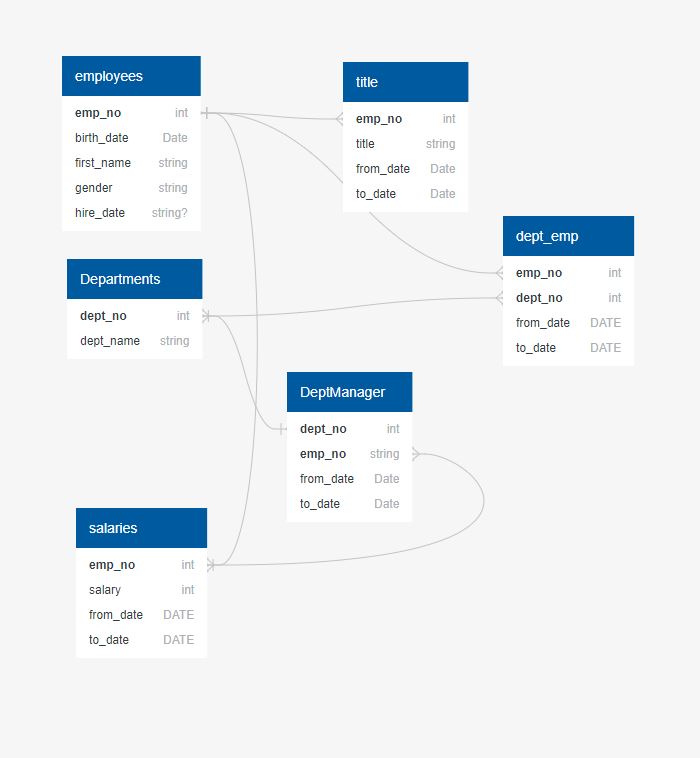 employees
emp_no int
birth_date Date
first_name string
gender string
hire_date string?
title
emp_no int
title string
from_date Date
to_date Date
dept_emp
emp_no int
dept_no int
from_date DATE
to_date DATE
Departments
dept_no int
dept_name string
DeptManager
dept_no int
emp_no string
from_date Date
to_date Date
salaries
emp_no int
salary int
from_date DATE
to_date DATE